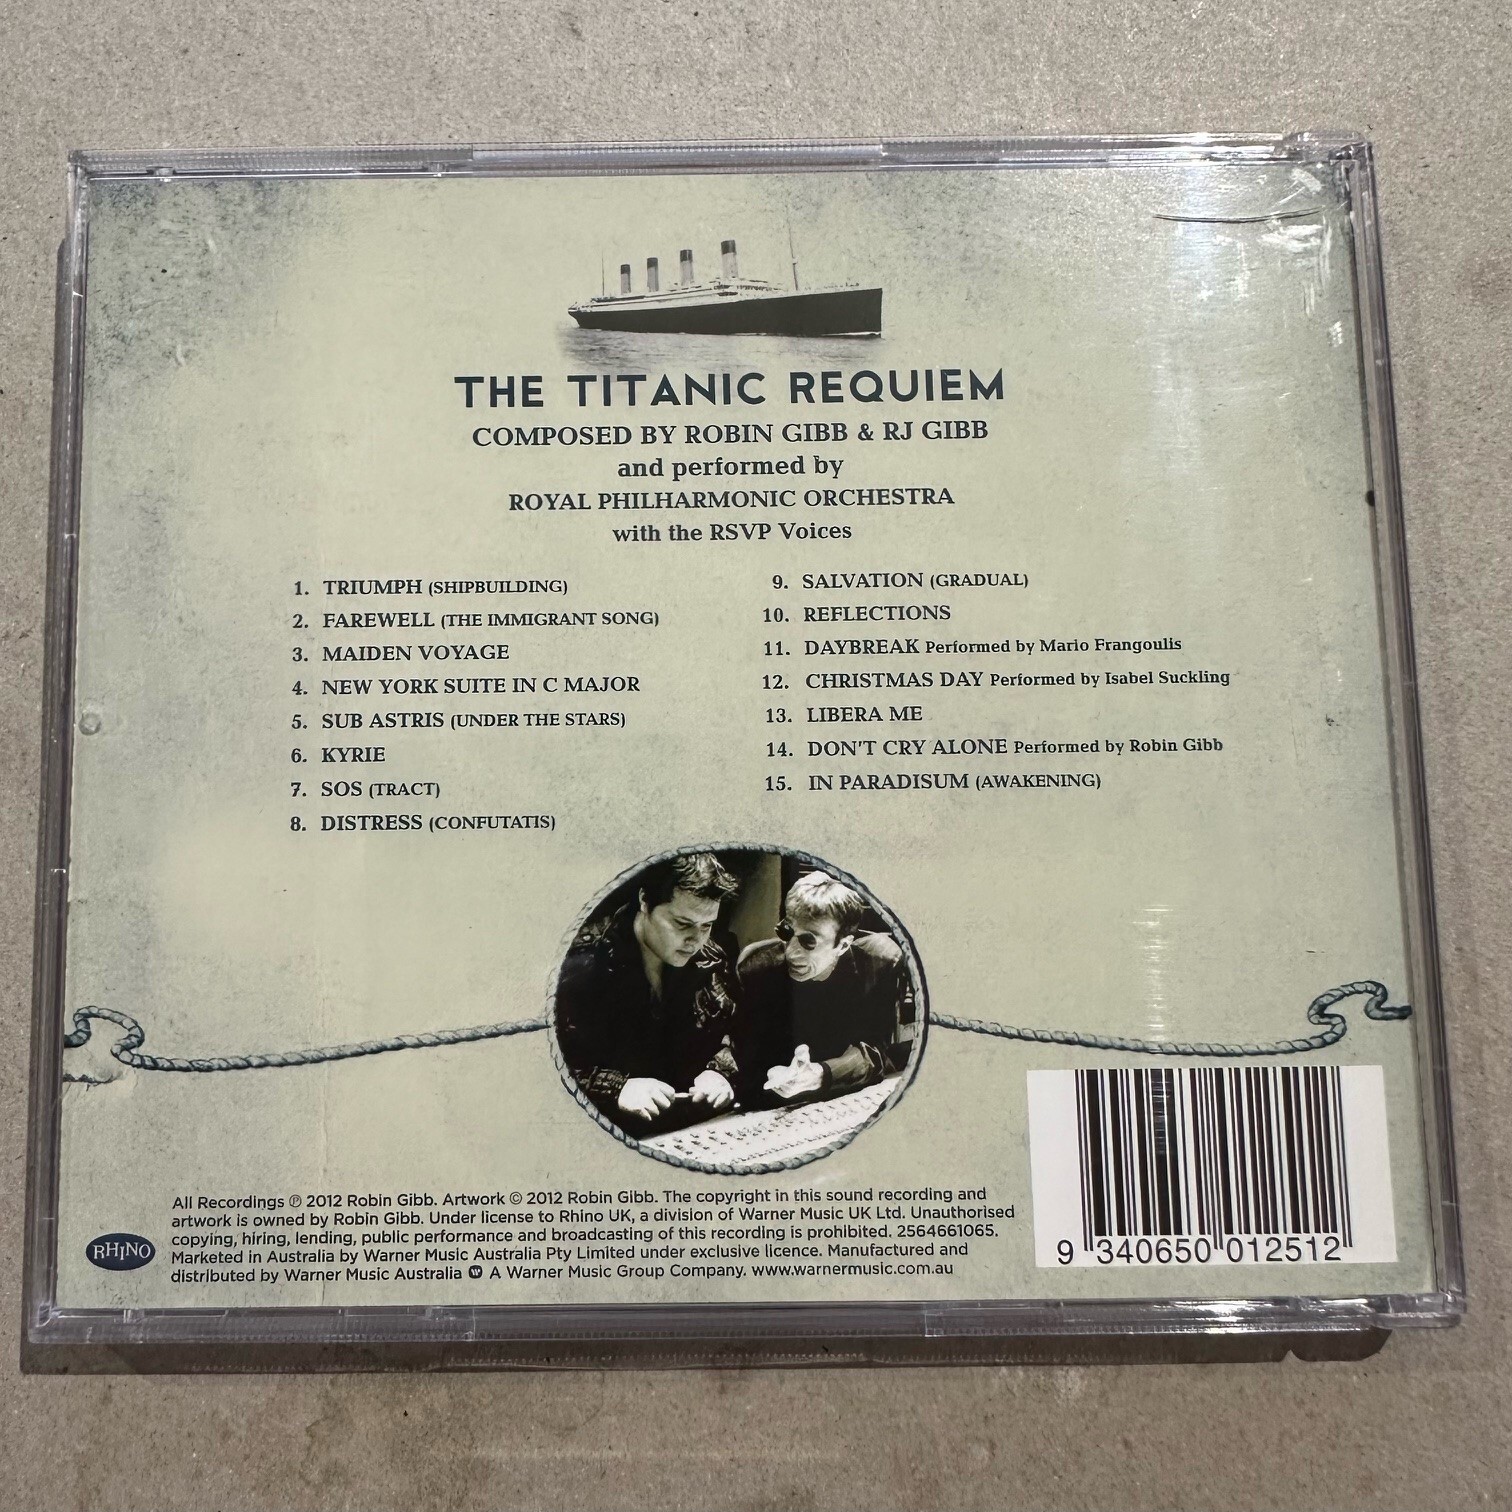 THE TITANIC REQUIEM
COMPOSED BY ROBIN GIBB & RJ GIBB
and performed by
ROYAL PHILHARMONIC ORCHESTRA
with the RSVP Voices
1. TRIUMPH (SHIPBUILDING)
2. FAREWELL (THE IMMIGRANT SONG)
3. MAIDEN VOYAGE
4. NEW YORK SUITE IN C MAJOR
5. SUB ASTRIS (UNDER THE STARS)
6. KYRIE
7. SOS (TRACT)
8. DISTRESS (CONFUTATIS)
9. SALVATION (GRADUAL)
10. REFLECTIONS
11. DAYBREAK Performed by Mario Frangoulis
12. CHRISTMAS DAY Performed by Isabel Suckling
13. LIBERA ME
14. DON'T CRY ALONE Performed by Robin Gibb
15. IN PARADISUM (AWAKENING)
All Recordings ℗ 2012 Robin Gibb. Artwork © 2012 Robin Gibb. The copyright in this sound recording and
artwork is owned by Robin Gibb. Under license to Rhino UK, a division of Warner Music UK Ltd. Unauthorised
copying, hiring, lending, public performance and broadcasting of this recording is prohibited. 2564661065.
Marketed in Australia by Warner Music Australia Pty Limited under exclusive licence. Manufactured and
distributed by Warner Music Australia A Warner Music Group Company. www.warnermusic.com.au
RHINO
9 340650 012512